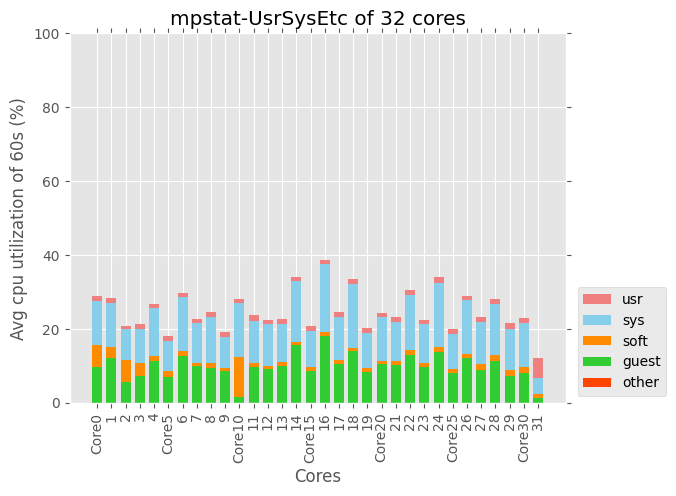 mpstat-UsrSysEtc of 32 cores
Avg cpu utilization of 60s (%)
100
80
60
40
20
0
Core0
1
2
3
4
Core5
6
7
8
9
Core10
11
12
13
14
Core15
16
17
18
19
Core20
21
22
23
24
Core25
26
27
28
29
Core30
31
Cores
usr
sys
soft
guest
other